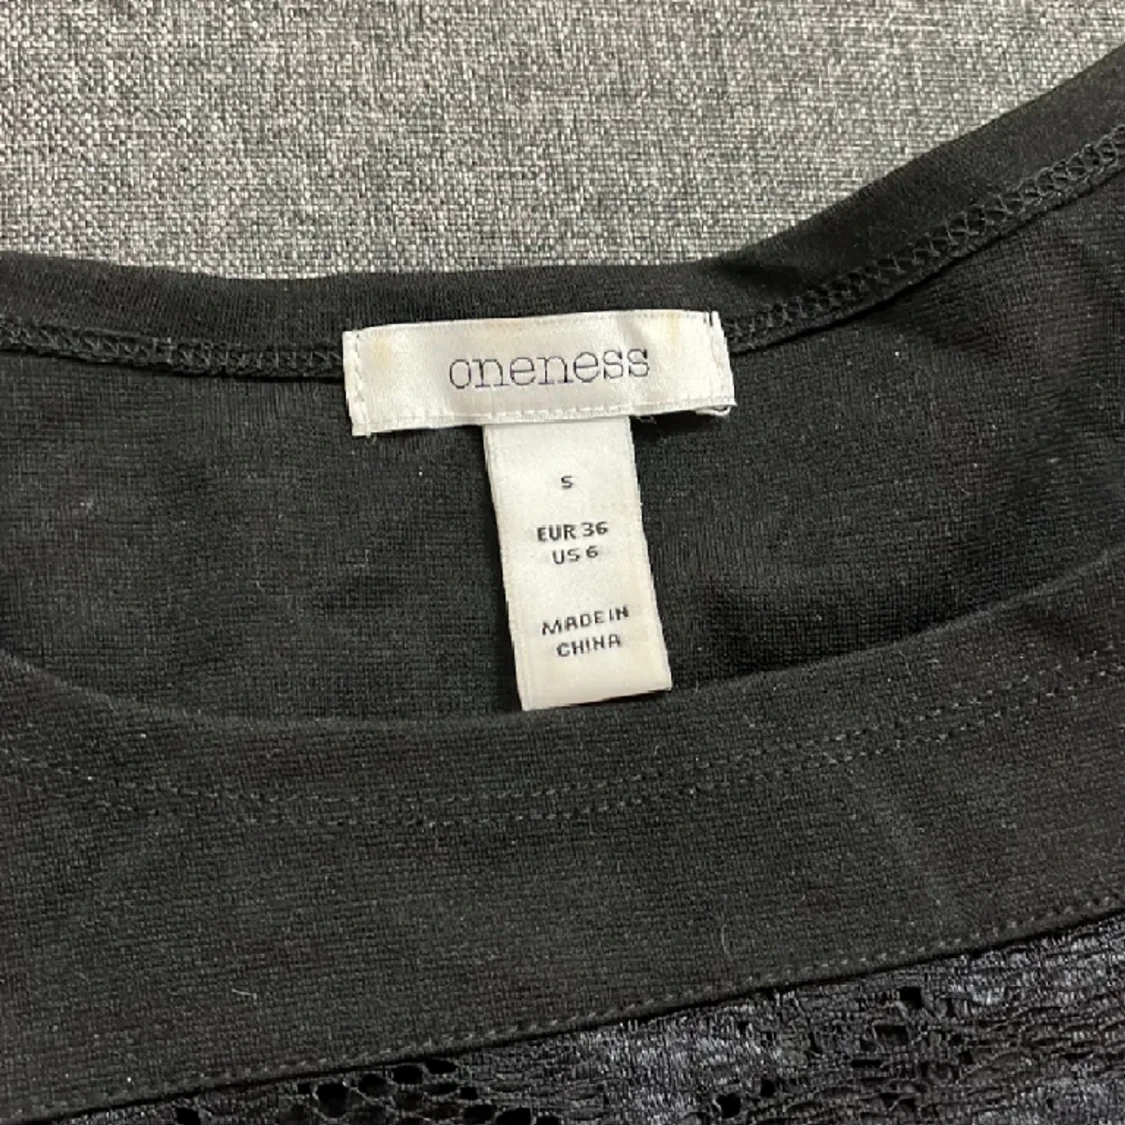 oneness
S
EUR 36
US 6
MADE IN
CHINA